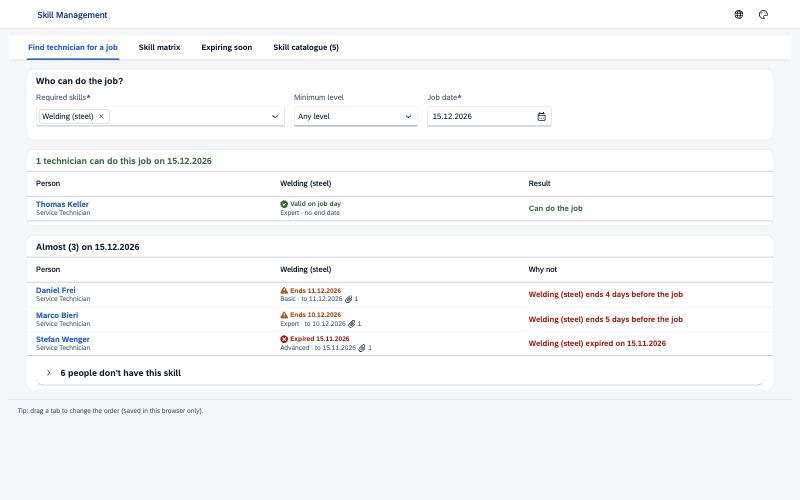 Skill Management
Find technician for a job
Skill matrix
Expiring soon
Skill catalogue (5)
Who can do the job?
Required skills*
Minimum level
Job date*
Welding (steel)
Any level
15.12.2026
1 technician can do this job on 15.12.2026
Person
Welding (steel)
Result
Thomas Keller
Service Technician
Valid on job day
Expert · no end date
Can do the job
Almost (3) on 15.12.2026
Person
Welding (steel)
Why not
Daniel Frei
Service Technician
Ends 11.12.2026
Basic · to 11.12.2026 1
Welding (steel) ends 4 days before the job
Marco Bieri
Service Technician
Ends 10.12.2026
Expert · to 10.12.2026 1
Welding (steel) ends 5 days before the job
Stefan Wenger
Service Technician
Expired 15.11.2026
Advanced · to 15.11.2026 1
Welding (steel) expired on 15.11.2026
6 people don't have this skill
Tip: drag a tab to change the order (saved in this browser only).